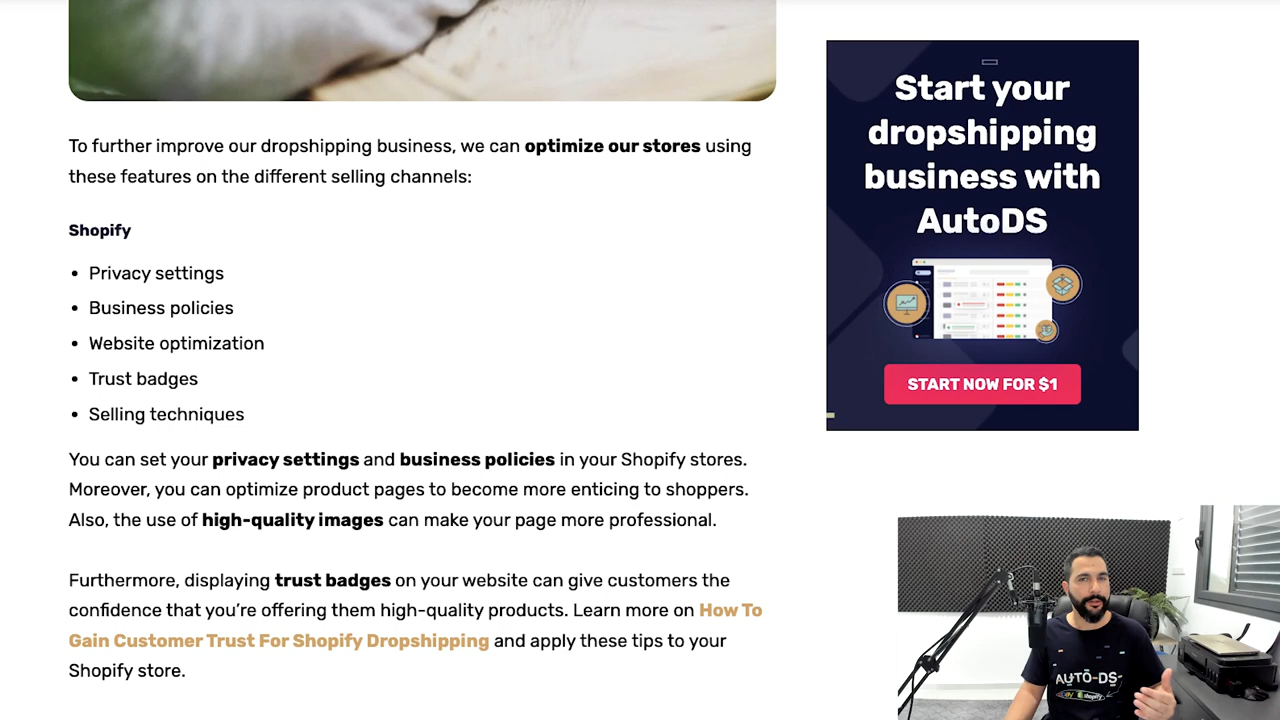 To further improve our dropshipping business, we can optimize our stores using
these features on the different selling channels:
Shopify
• Privacy settings
• Business policies
• Website optimization
• Trust badges
• Selling techniques
You can set your privacy settings and business policies in your Shopify stores.
Moreover, you can optimize product pages to become more enticing to shoppers.
Also, the use of high-quality images can make your page more professional.
Furthermore, displaying trust badges on your website can give customers the
confidence that you’re offering them high-quality products. Learn more on How To
Gain Customer Trust For Shopify Dropshipping and apply these tips to your
Shopify store.
Start your
dropshipping
business with
AutoDS
START NOW FOR $1
AUTO-DS
ebay shopify